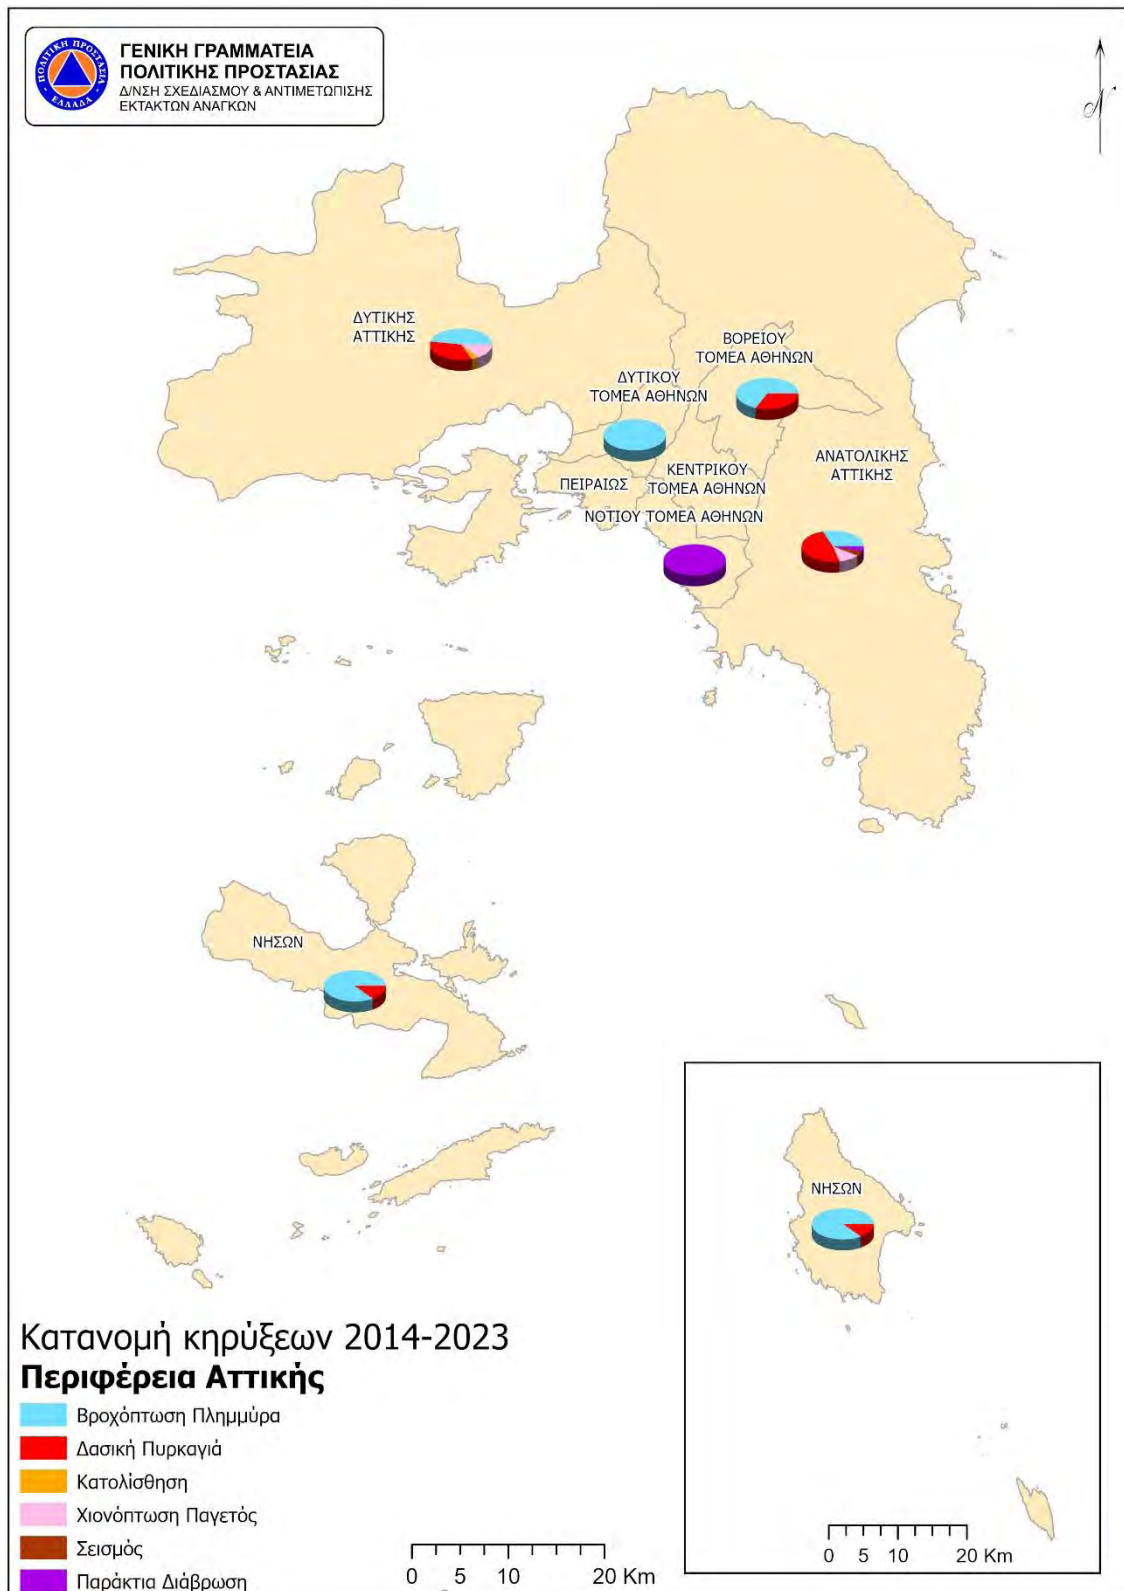 ΓΕΝΙΚΗ ΓΡΑΜΜΑΤΕΙΑ
ΠΟΛΙΤΙΚΗΣ ΠΡΟΣΤΑΣΙΑΣ
Δ/ΝΣΗ ΣΧΕΔΙΑΣΜΟΥ & ΑΝΤΙΜΕΤΩΠΙΣΗΣ
ΕΚΤΑΚΤΩΝ ΑΝΑΓΚΩΝ
ΠΟΛΙΤΙΚΗ ΠΡΟΣΤΑΣΙΑ
ΕΛΛΑΔΑ
N
ΔΥΤΙΚΗΣ
ΑΤΤΙΚΗΣ
ΒΟΡΕΙΟΥ
ΤΟΜΕΑ ΑΘΗΝΩΝ
ΔΥΤΙΚΟΥ
ΤΟΜΕΑ ΑΘΗΝΩΝ
ΑΝΑΤΟΛΙΚΗΣ
ΑΤΤΙΚΗΣ
ΚΕΝΤΡΙΚΟΥ
ΤΟΜΕΑ ΑΘΗΝΩΝ
ΠΕΙΡΑΙΩΣ
ΝΟΤΙΟΥ ΤΟΜΕΑ ΑΘΗΝΩΝ
ΝΗΣΩΝ
ΝΗΣΩΝ
Κατανομή κηρύξεων 2014-2023
Περιφέρεια Αττικής
Βροχόπτωση Πλημμύρα
Δασική Πυρκαγιά
Κατολίσθηση
Χιονόπτωση Παγετός
Σεισμός
Παράκτια Διάβρωση
0 5 10 20 Km
0 5 10 20 Km